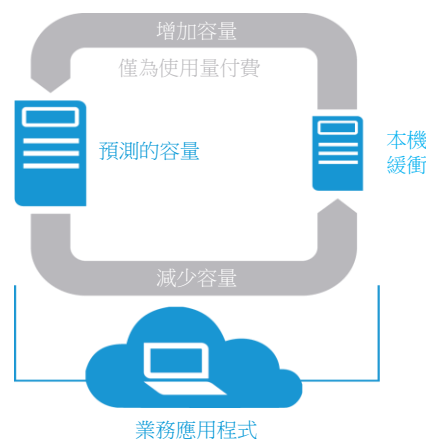 增加容量
僅為使用量付費
預測的容量
本機
緩衝
減少容量
業務應用程式